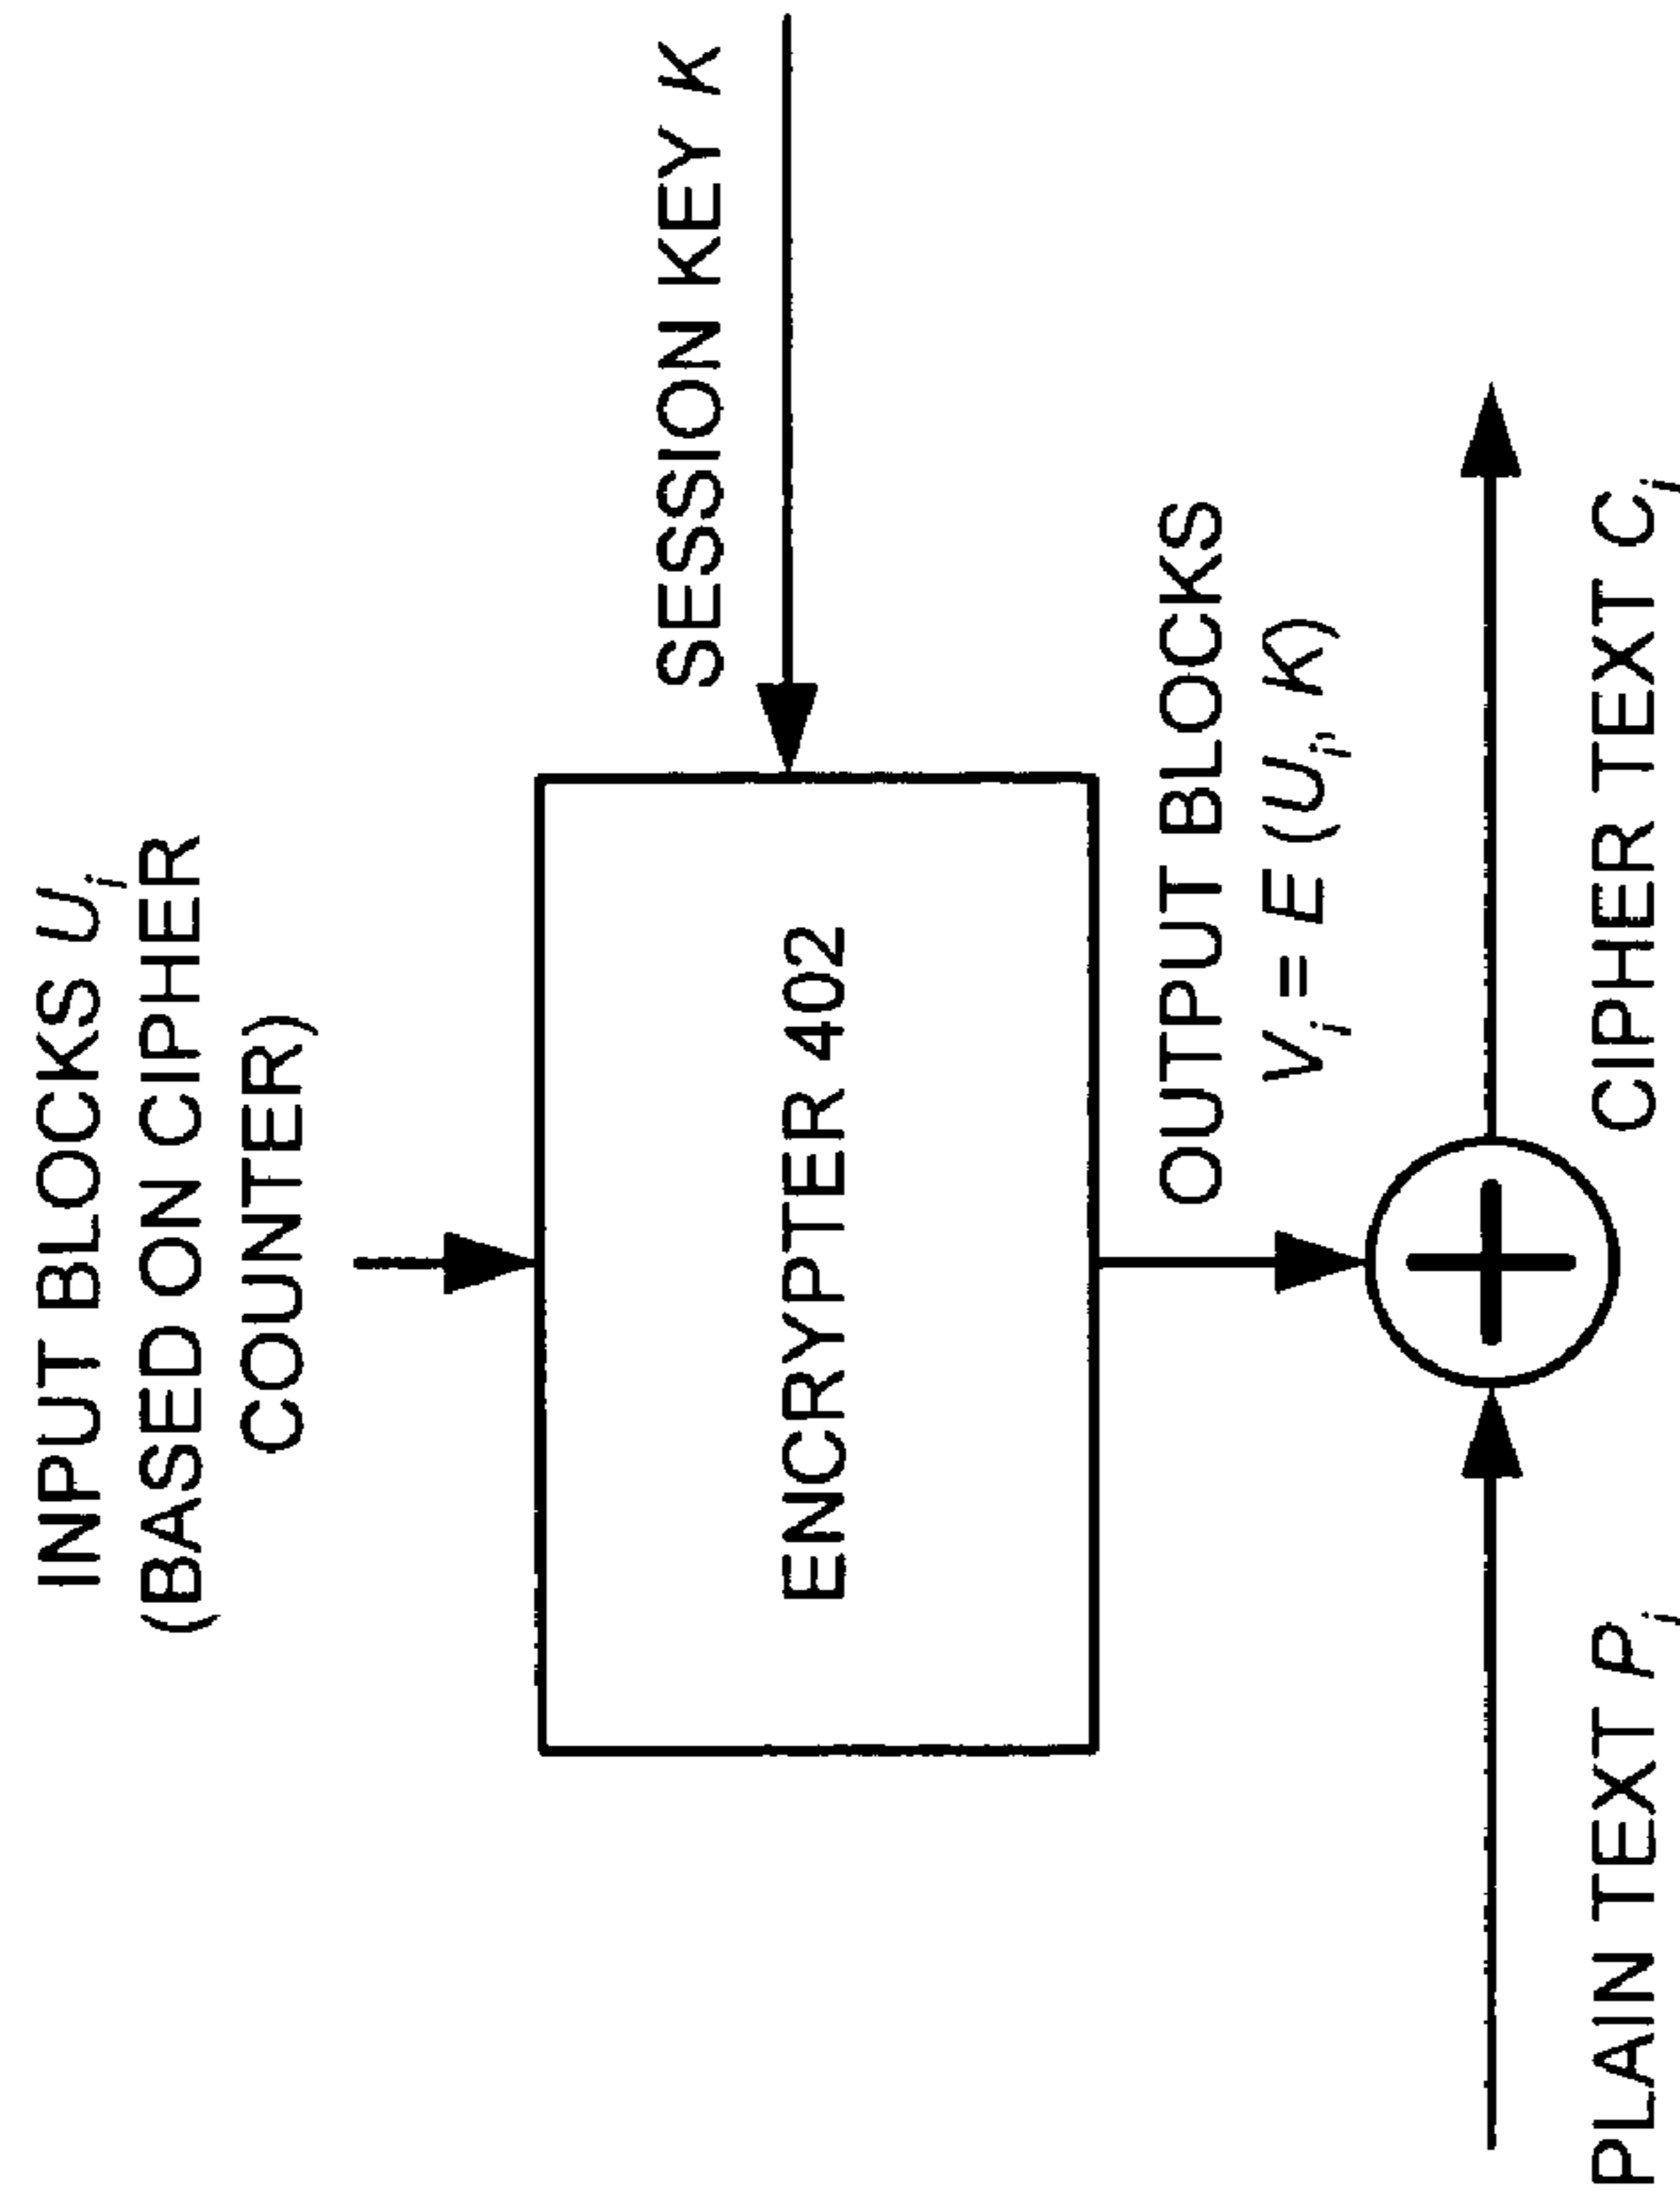 INPUT BLOCKS Uᵢ
(BASED ON CIPHER
COUNTER)
SESSION KEY K
ENCRYPTER 402
OUTPUT BLOCKS
Vᵢ = E (Uᵢ, K)
PLAIN TEXT Pᵢ
CIPHER TEXT Cᵢ